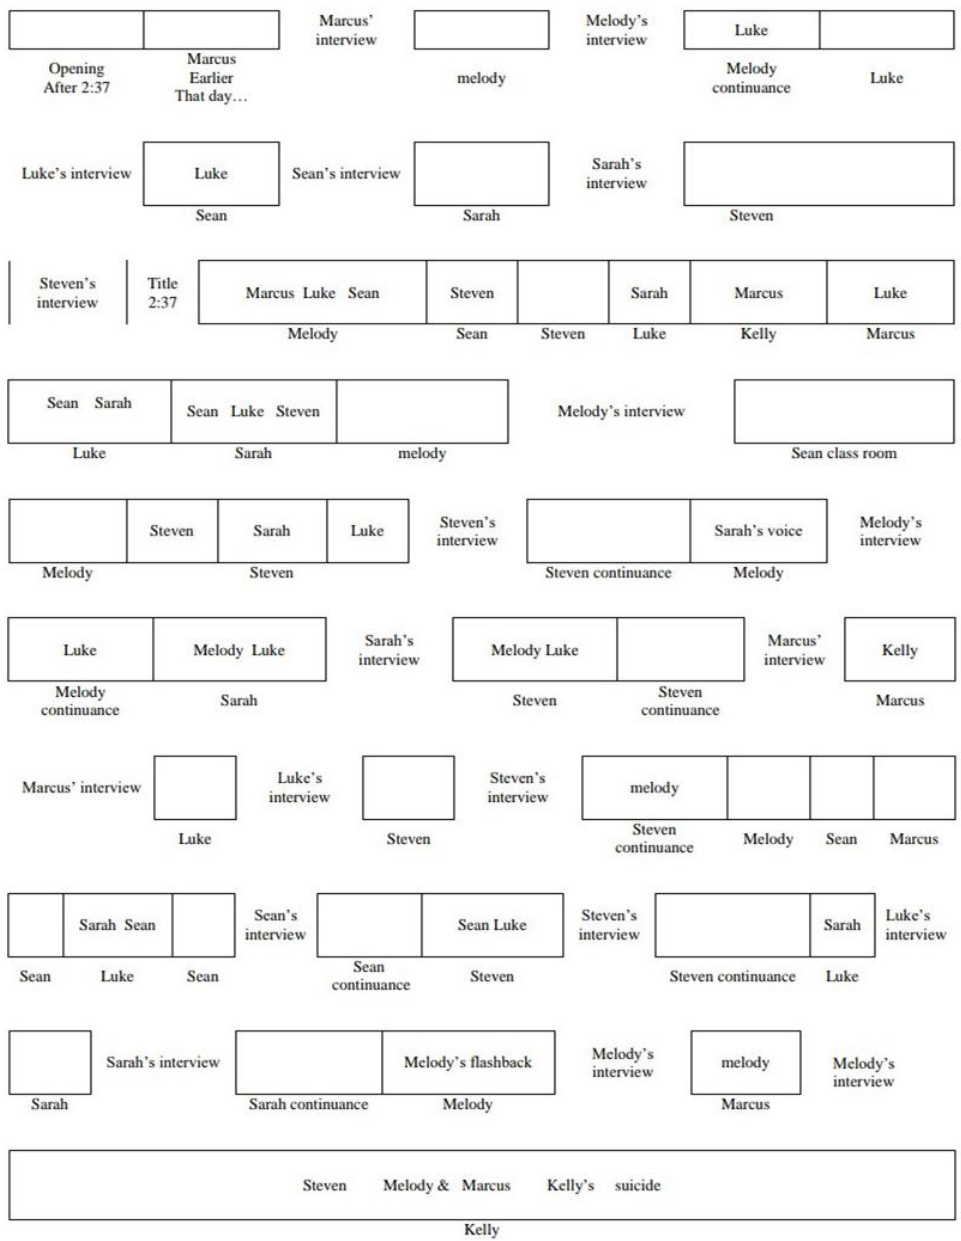 Marcus'
interview
Melody's
interview
Luke
Opening
After 2:37
Marcus
Earlier
That day…
melody
Melody
continuance
Luke
Luke's interview
Luke
Sean's interview
Sarah's
interview
Sean
Sarah
Steven
Steven's
interview
Title
2:37
Marcus Luke Sean
Steven
Sarah
Marcus
Luke
Melody
Sean
Steven
Luke
Kelly
Marcus
Sean Sarah
Sean Luke Steven
Melody's interview
Luke
Sarah
melody
Sean class room
Steven
Sarah
Luke
Steven's
interview
Sarah's voice
Melody's
interview
Melody
Steven
Steven continuance
Melody
Luke
Melody Luke
Sarah's
interview
Melody Luke
Marcus'
interview
Kelly
Melody
continuance
Sarah
Steven
Steven
continuance
Marcus
Marcus' interview
Luke's
interview
Steven's
interview
melody
Luke
Steven
Steven
continuance
Melody
Sean
Marcus
Sarah Sean
Sean's
interview
Sean Luke
Steven's
interview
Sarah
Luke's
interview
Sean
Luke
Sean
Sean
continuance
Steven
Steven continuance
Luke
Sarah's interview
Melody's flashback
Melody's
interview
melody
Melody's
interview
Sarah
Sarah continuance
Melody
Marcus
Steven Melody & Marcus Kelly's suicide
Kelly